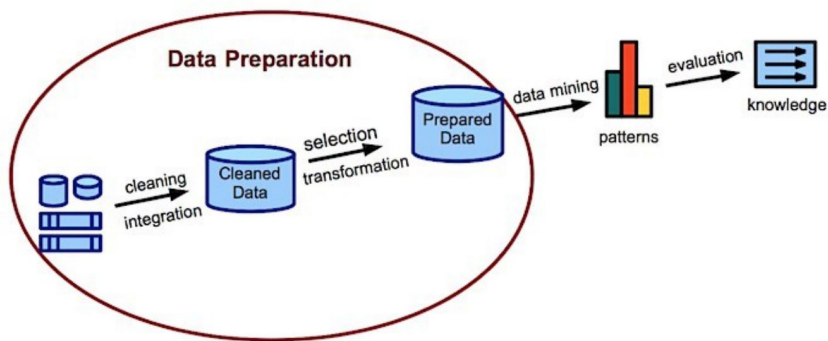 Data Preparation
cleaning
integration
Cleaned
Data
selection
transformation
Prepared
Data
data mining
patterns
evaluation
knowledge